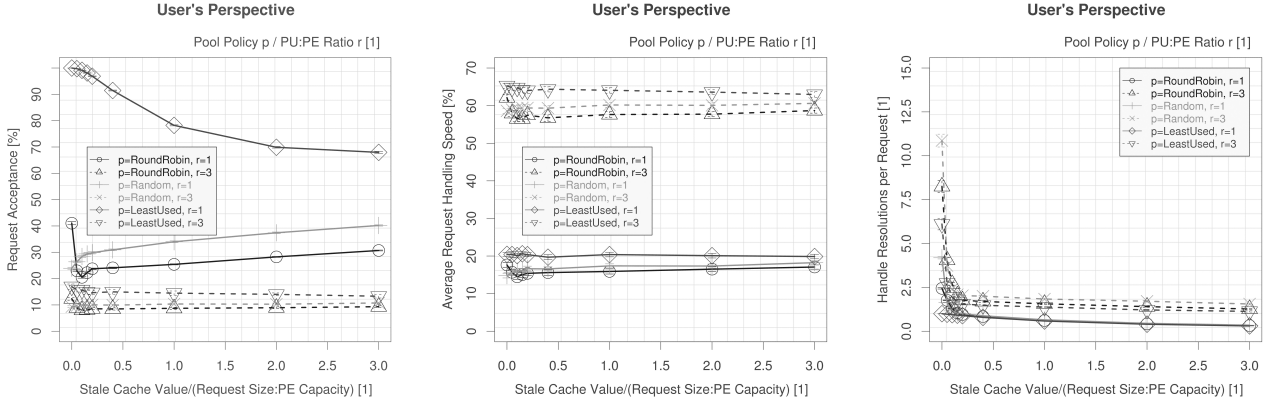 User's Perspective
Pool Policy p / PU:PE Ratio r [1]
Request Acceptance [%]
90
80
70
60
50
40
30
20
10
0
p=RoundRobin, r=1
p=RoundRobin, r=3
p=Random, r=1
p=Random, r=3
p=LeastUsed, r=1
p=LeastUsed, r=3
0.0 0.5 1.0 1.5 2.0 2.5 3.0
Stale Cache Value/(Request Size:PE Capacity) [1]
User's Perspective
Pool Policy p / PU:PE Ratio r [1]
Average Request Handling Speed [%]
70
60
50
40
30
20
10
0
p=RoundRobin, r=1
p=RoundRobin, r=3
p=Random, r=1
p=Random, r=3
p=LeastUsed, r=1
p=LeastUsed, r=3
0.0 0.5 1.0 1.5 2.0 2.5 3.0
Stale Cache Value/(Request Size:PE Capacity) [1]
User's Perspective
Pool Policy p / PU:PE Ratio r [1]
Handle Resolutions per Request [1]
15.0
12.5
10.0
7.5
5.0
2.5
0.0
p=RoundRobin, r=1
p=RoundRobin, r=3
p=Random, r=1
p=Random, r=3
p=LeastUsed, r=1
p=LeastUsed, r=3
0.0 0.5 1.0 1.5 2.0 2.5 3.0
Stale Cache Value/(Request Size:PE Capacity) [1]